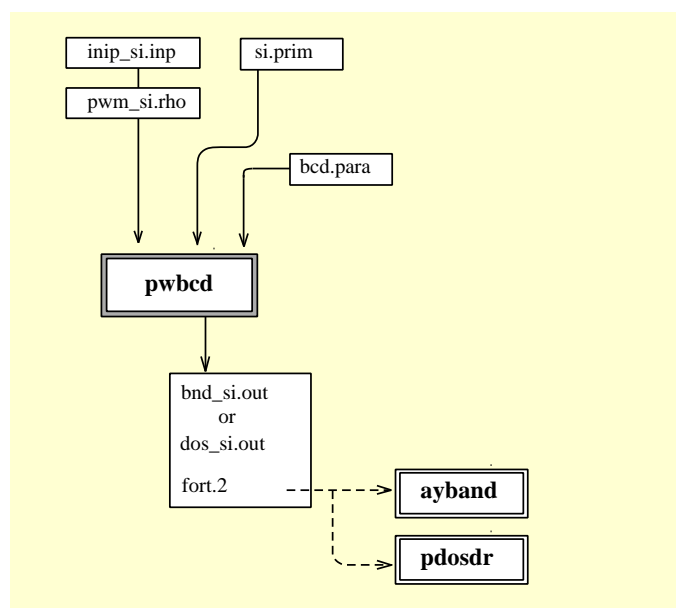 inip_si.inp
si.prim
pwm_si.rho
bcd.para
pwbcd
bnd_si.out
or
dos_si.out
fort.2
ayband
pdosdr